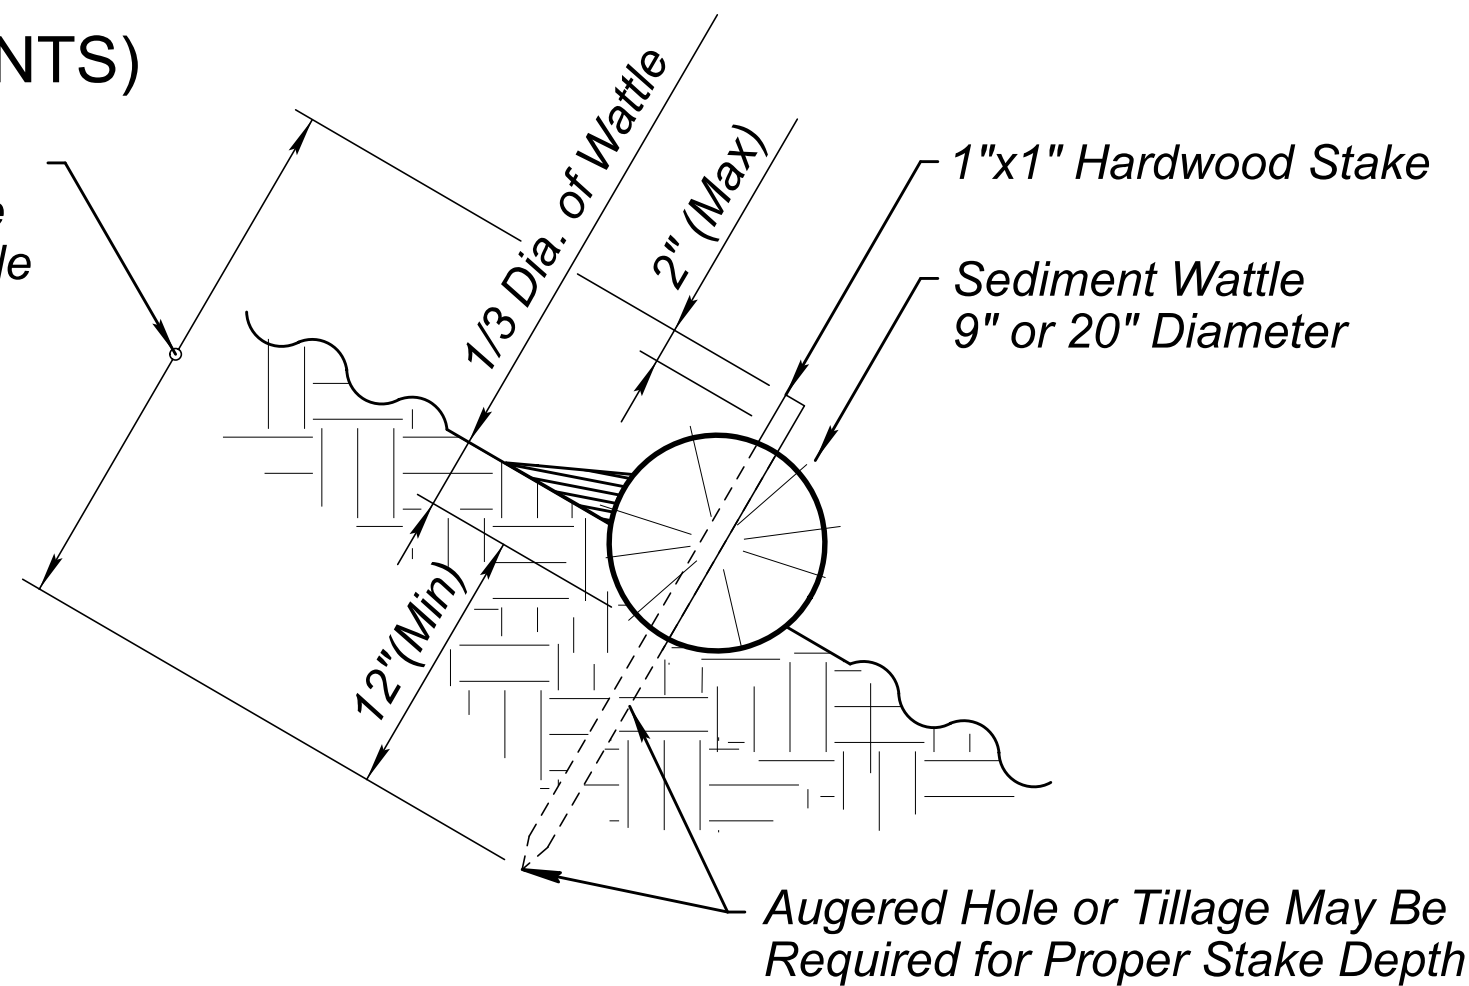 NTS)
e
le
1/3 Dia. of Wattle
2" (Max)
1"x1" Hardwood Stake
Sediment Wattle
9" or 20" Diameter
12"(Min)
Augered Hole or Tillage May Be
Required for Proper Stake Depth